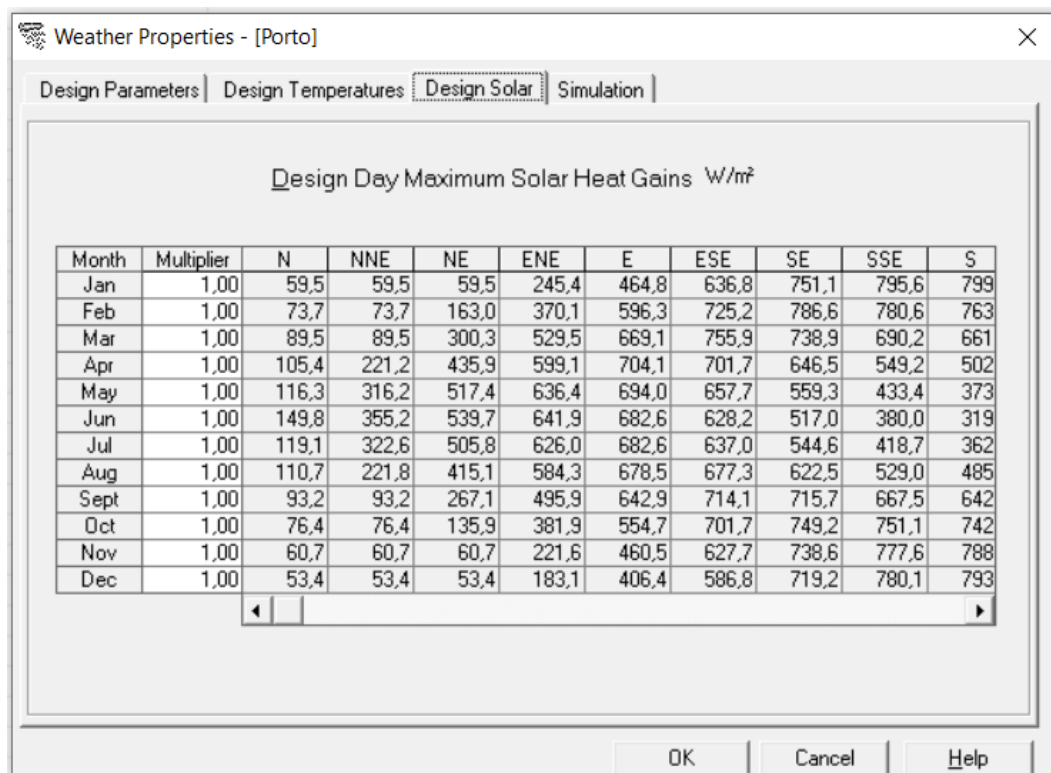 Weather Properties - [Porto]
Design Parameters Design Temperatures Design Solar Simulation
Design Day Maximum Solar Heat Gains W/m²
Month Multiplier N NNE NE ENE E ESE SE SSE S
Jan 1,00 59,5 59,5 59,5 245,4 464,8 636,8 751,1 795,6 799
Feb 1,00 73,7 73,7 163,0 370,1 596,3 725,2 786,6 780,6 763
Mar 1,00 89,5 89,5 300,3 529,5 669,1 755,9 738,9 690,2 661
Apr 1,00 105,4 221,2 435,9 599,1 704,1 701,7 646,5 549,2 502
May 1,00 116,3 316,2 517,4 636,4 694,0 657,7 559,3 433,4 373
Jun 1,00 149,8 355,2 539,7 641,9 682,6 628,2 517,0 380,0 319
Jul 1,00 119,1 322,6 505,8 626,0 682,6 637,0 544,6 418,7 362
Aug 1,00 110,7 221,8 415,1 584,3 678,5 677,3 622,5 529,0 485
Sept 1,00 93,2 93,2 267,1 495,9 642,9 714,1 715,7 667,5 642
Oct 1,00 76,4 76,4 135,9 381,9 554,7 701,7 749,2 751,1 742
Nov 1,00 60,7 60,7 60,7 221,6 460,5 627,7 738,6 777,6 788
Dec 1,00 53,4 53,4 53,4 183,1 406,4 586,8 719,2 780,1 793
OK Cancel Help